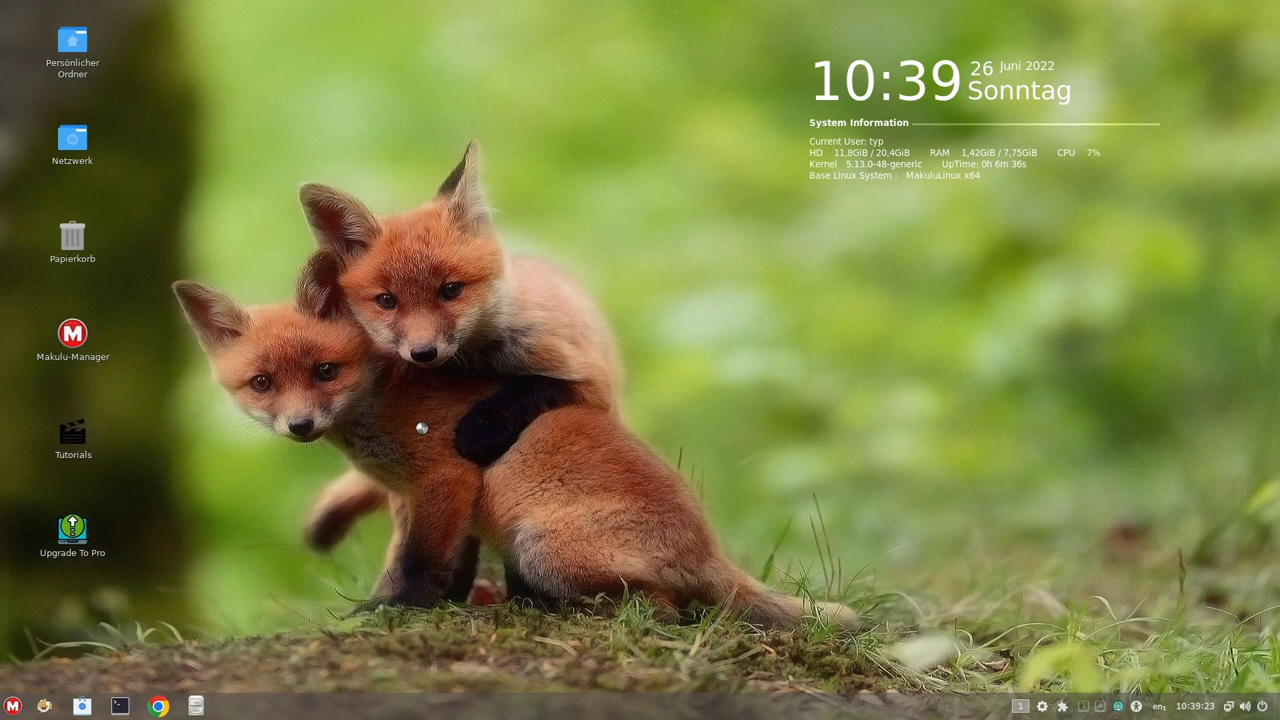 Persönlicher
Ordner
Netzwerk
Papierkorb
Makulu-Manager
Tutorials
Upgrade To Pro
10:39
26 Juni 2022
Sonntag
System Information
Current User: typ
HD 11,8GiB / 20,4GiB RAM 1,42GiB / 7,75GiB CPU 7%
Kernel 5.13.0-48-generic UpTime: 0h 6m 36s
Base Linux System : MakuluLinux x64
1
en₁
10:39:23